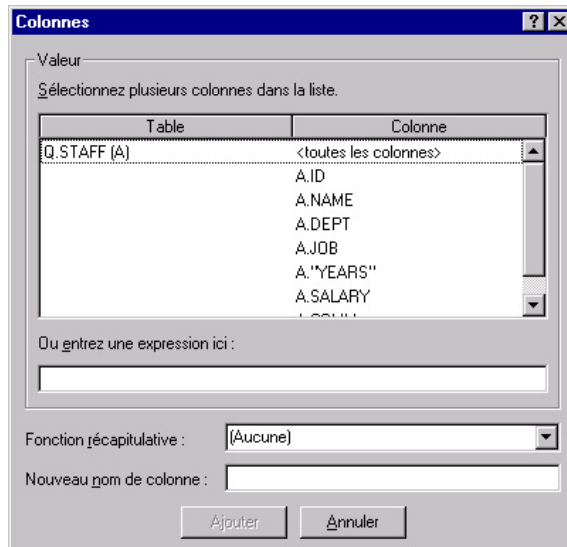 Colonnes
Valeur
Sélectionnez plusieurs colonnes dans la liste.
Table Colonne
Q.STAFF (A) <toutes les colonnes>
A.ID
A.NAME
A.DEPT
A.JOB
A."YEARS"
A.SALARY
Ou entrez une expression ici :
Fonction récapitulative : (Aucune)
Nouveau nom de colonne :
Ajouter Annuler